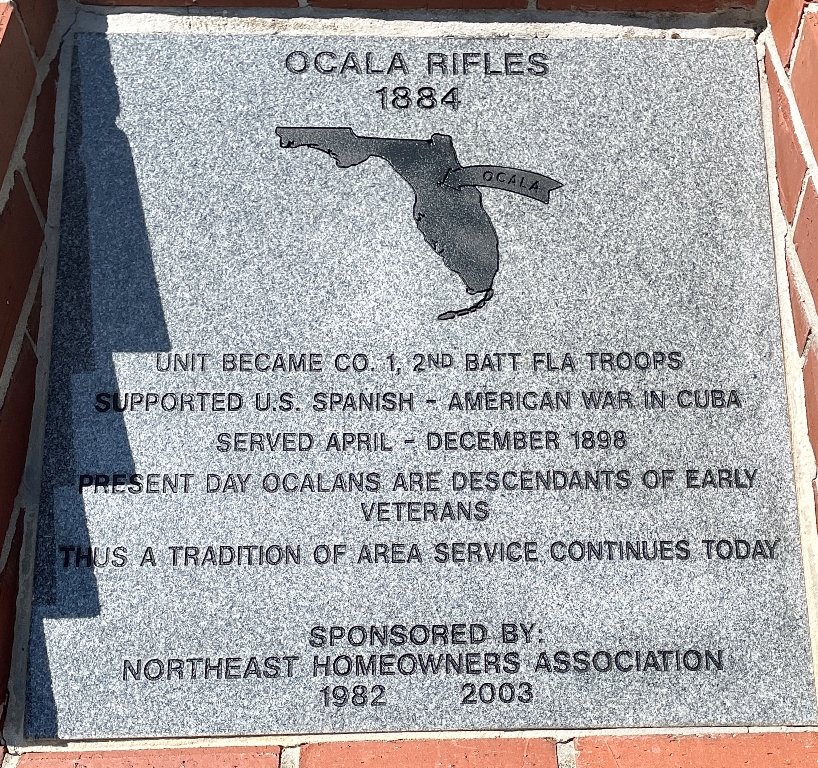 OCALA RIFLES
1884
OCALA
UNIT BECAME CO. 1, 2ND BATT FLA TROOPS
SUPPORTED U.S. SPANISH - AMERICAN WAR IN CUBA
SERVED APRIL - DECEMBER 1898
PRESENT DAY OCALANS ARE DESCENDANTS OF EARLY
VETERANS
THUS A TRADITION OF AREA SERVICE CONTINUES TODAY
SPONSORED BY:
NORTHEAST HOMEOWNERS ASSOCIATION
1982 2003